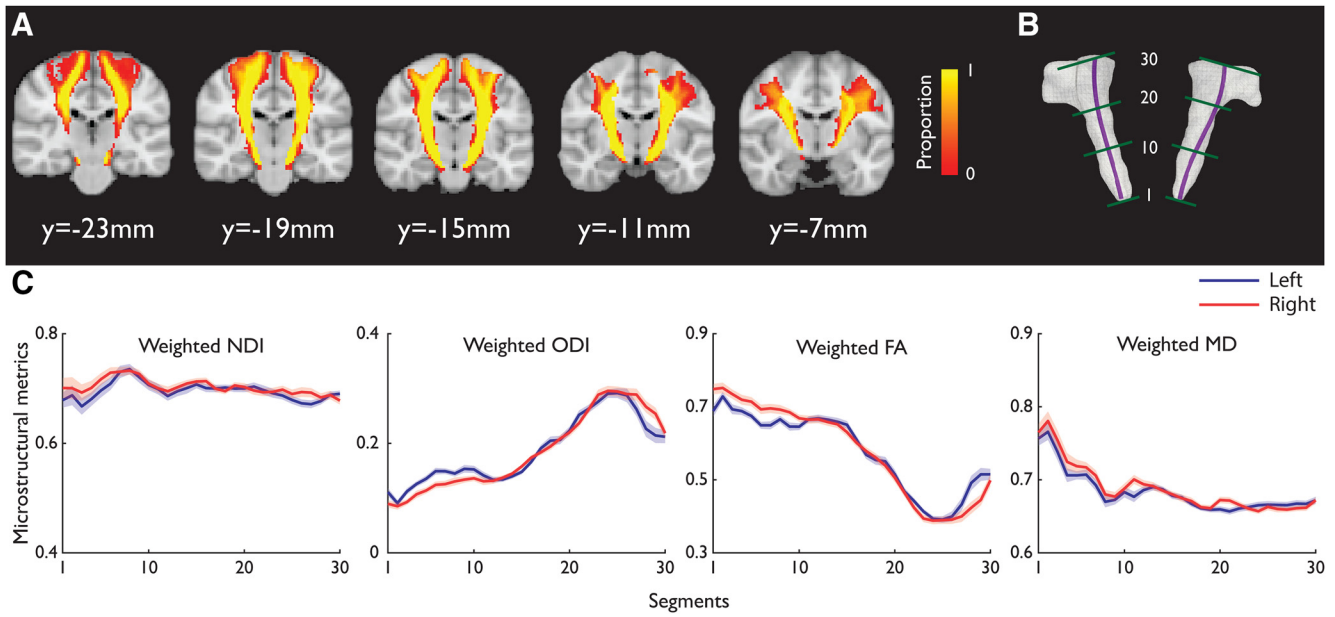 A
B
1
Proportion
0
y=-23mm
y=-19mm
y=-15mm
y=-11mm
y=-7mm
30
20
10
1
C
Left
Right
Microstructural metrics
Weighted NDI
0.8
0.6
0.4
1 10 20 30
Weighted ODI
0.4
0.2
0
1 10 20 30
Weighted FA
0.9
0.7
0.5
0.3
1 10 20 30
Weighted MD
0.9
0.8
0.7
0.6
1 10 20 30
Segments